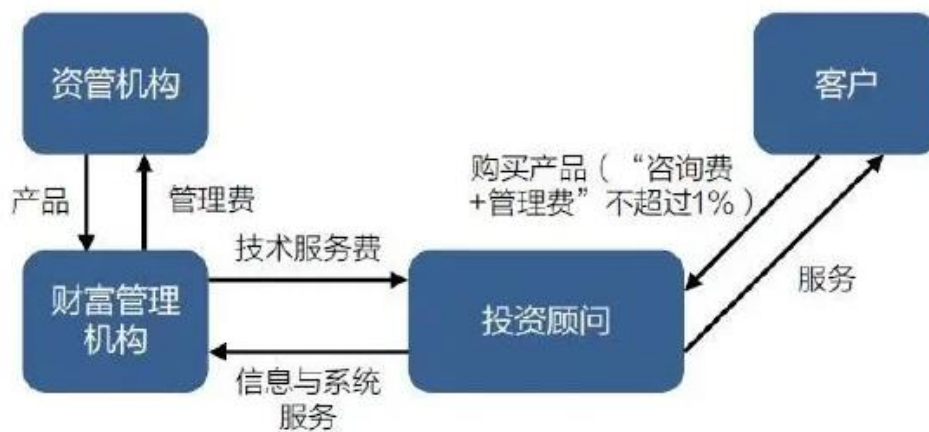 资管机构
客户
购买产品（“咨询费
+管理费”不超过1%）
产品
管理费
技术服务费
服务
财富管理
机构
投资顾问
信息与系统
服务